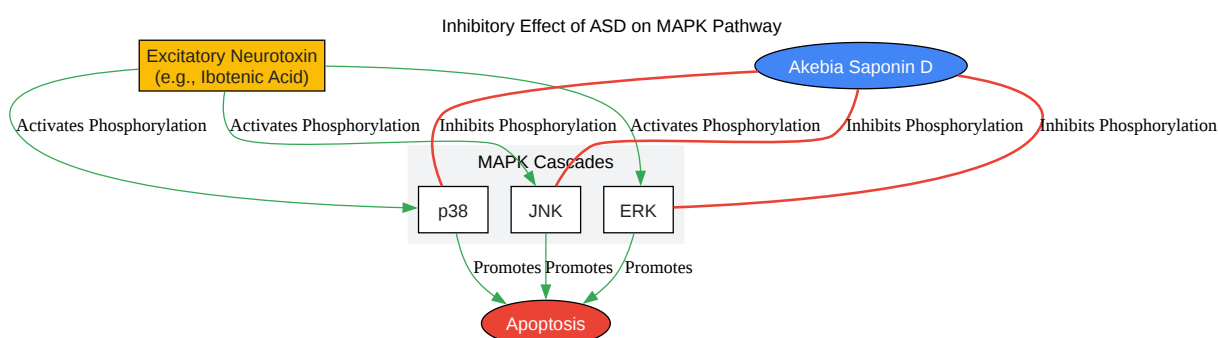 Inhibitory Effect of ASD on MAPK Pathway
Excitatory Neurotoxin
(e.g., Ibotenic Acid)
Akebia Saponin D
Activates Phosphorylation
Activates Phosphorylation
Inhibits Phosphorylation
Activates Phosphorylation
Inhibits Phosphorylation
Inhibits Phosphorylation
MAPK Cascades
p38
JNK
ERK
Promotes
Promotes
Promotes
Apoptosis